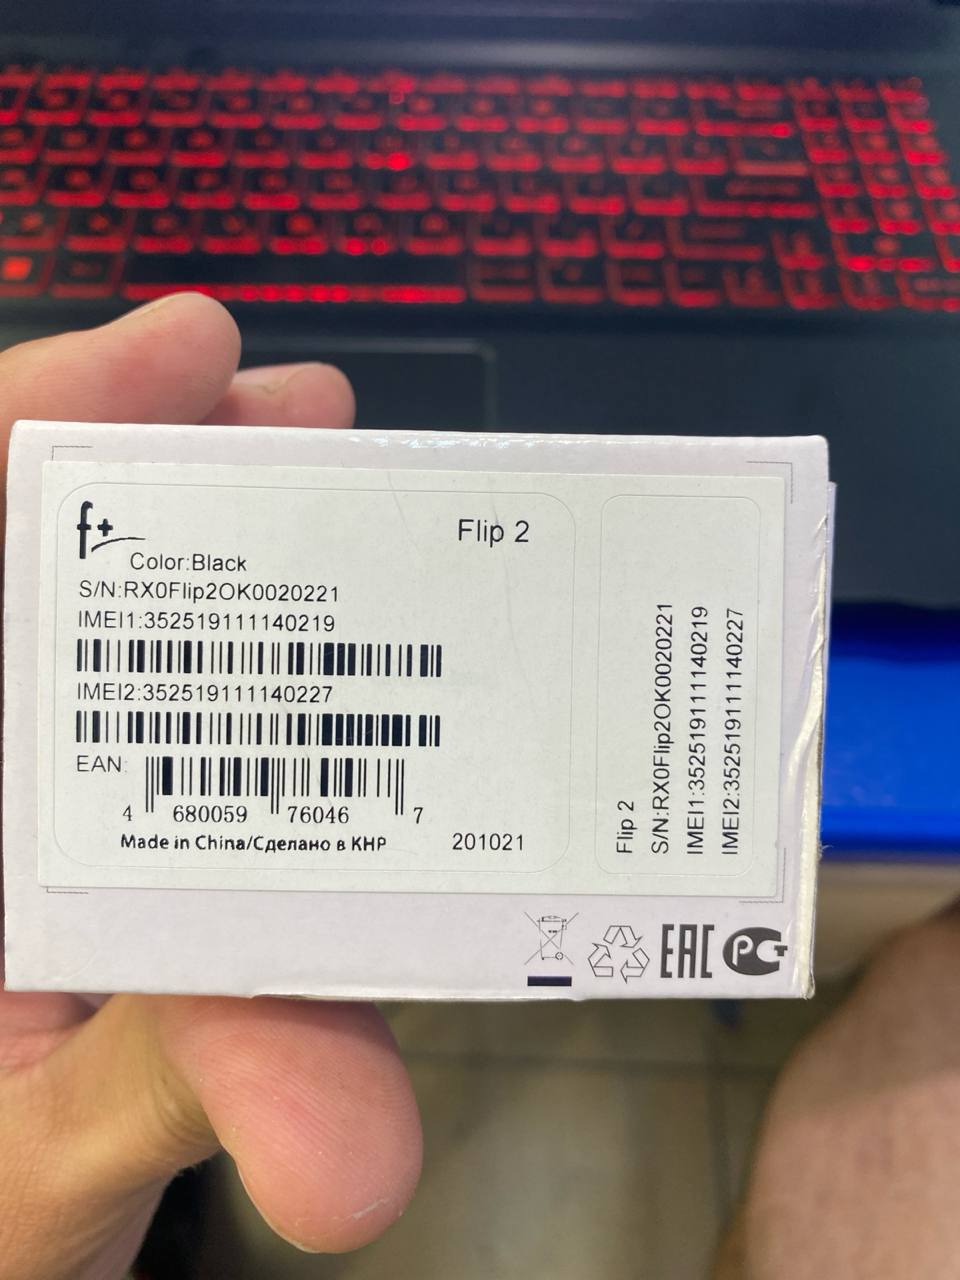 f+
Flip 2
Color:Black
S/N:RX0Flip2OK0020221
IMEI1:352519111140219
IMEI2:352519111140227
EAN:
4 680059 76046 7
Made in China/Сделано в КНР
201021
Flip 2
S/N:RX0Flip2OK0020221
IMEI1:352519111140219
IMEI2:352519111140227
EAC
РСТ